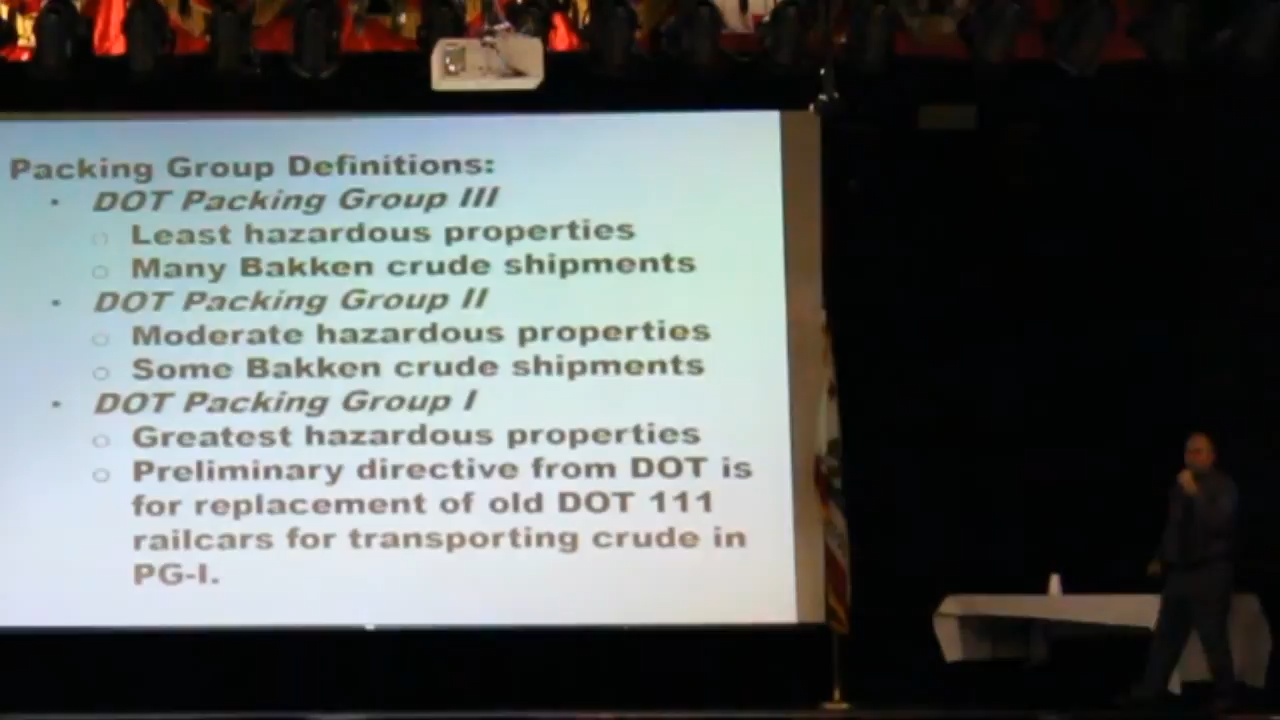 Packing Group Definitions:
• DOT Packing Group III
○ Least hazardous properties
○ Many Bakken crude shipments
• DOT Packing Group II
○ Moderate hazardous properties
○ Some Bakken crude shipments
• DOT Packing Group I
○ Greatest hazardous properties
○ Preliminary directive from DOT is
for replacement of old DOT 111
railcars for transporting crude in
PG-I.